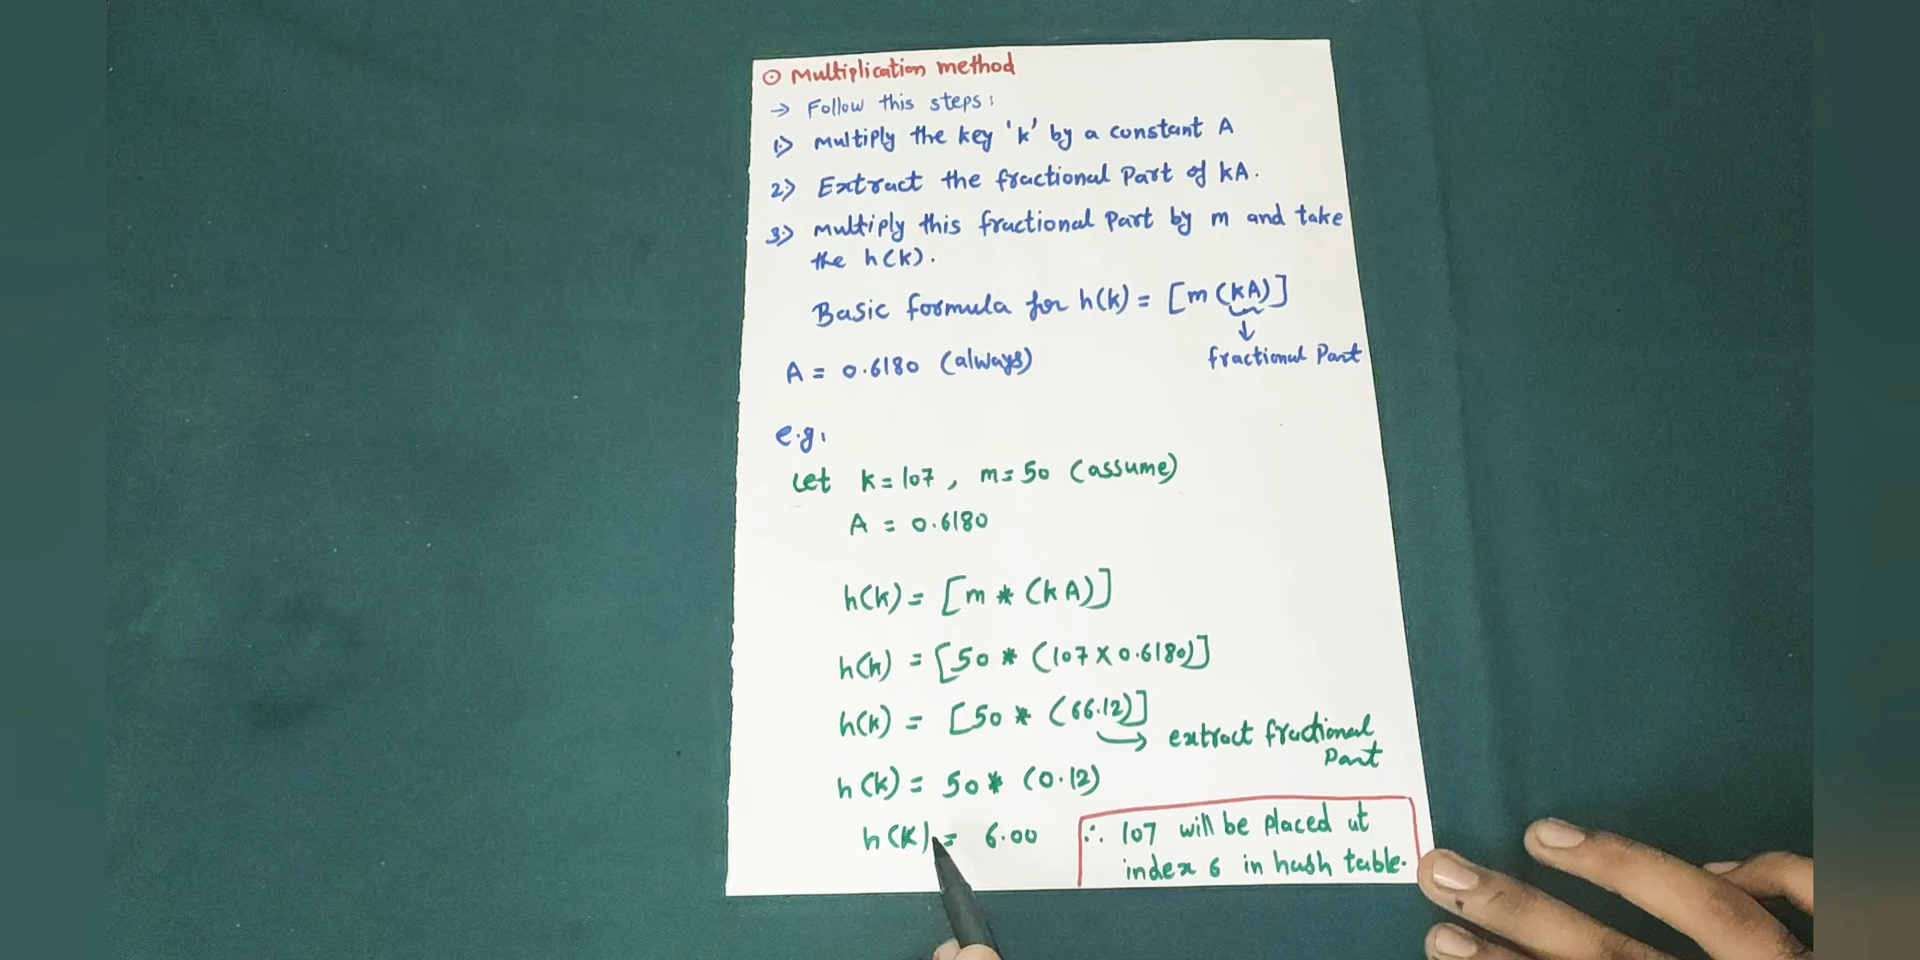 ⊙ Multiplication method
→ Follow this steps:
1) Multiply the key 'k' by a constant A
2) Extract the fractional Part of kA.
3) Multiply this fractional Part by m and take
the h(k).
Basic formula for h(k) = [m (kA)]
↓
fractional Part
A = 0.6180 (always)
e.g.
Let k = 107, m = 50 (assume)
A = 0.6180
h(k) = [m * (kA)]
h(k) = [50 * (107 X 0.6180)]
h(k) = [50 * (66.12)]
→ extract fractional
Part
h(k) = 50 * (0.12)
h(k) = 6.00
∴ 107 will be placed at
index 6 in hash table.